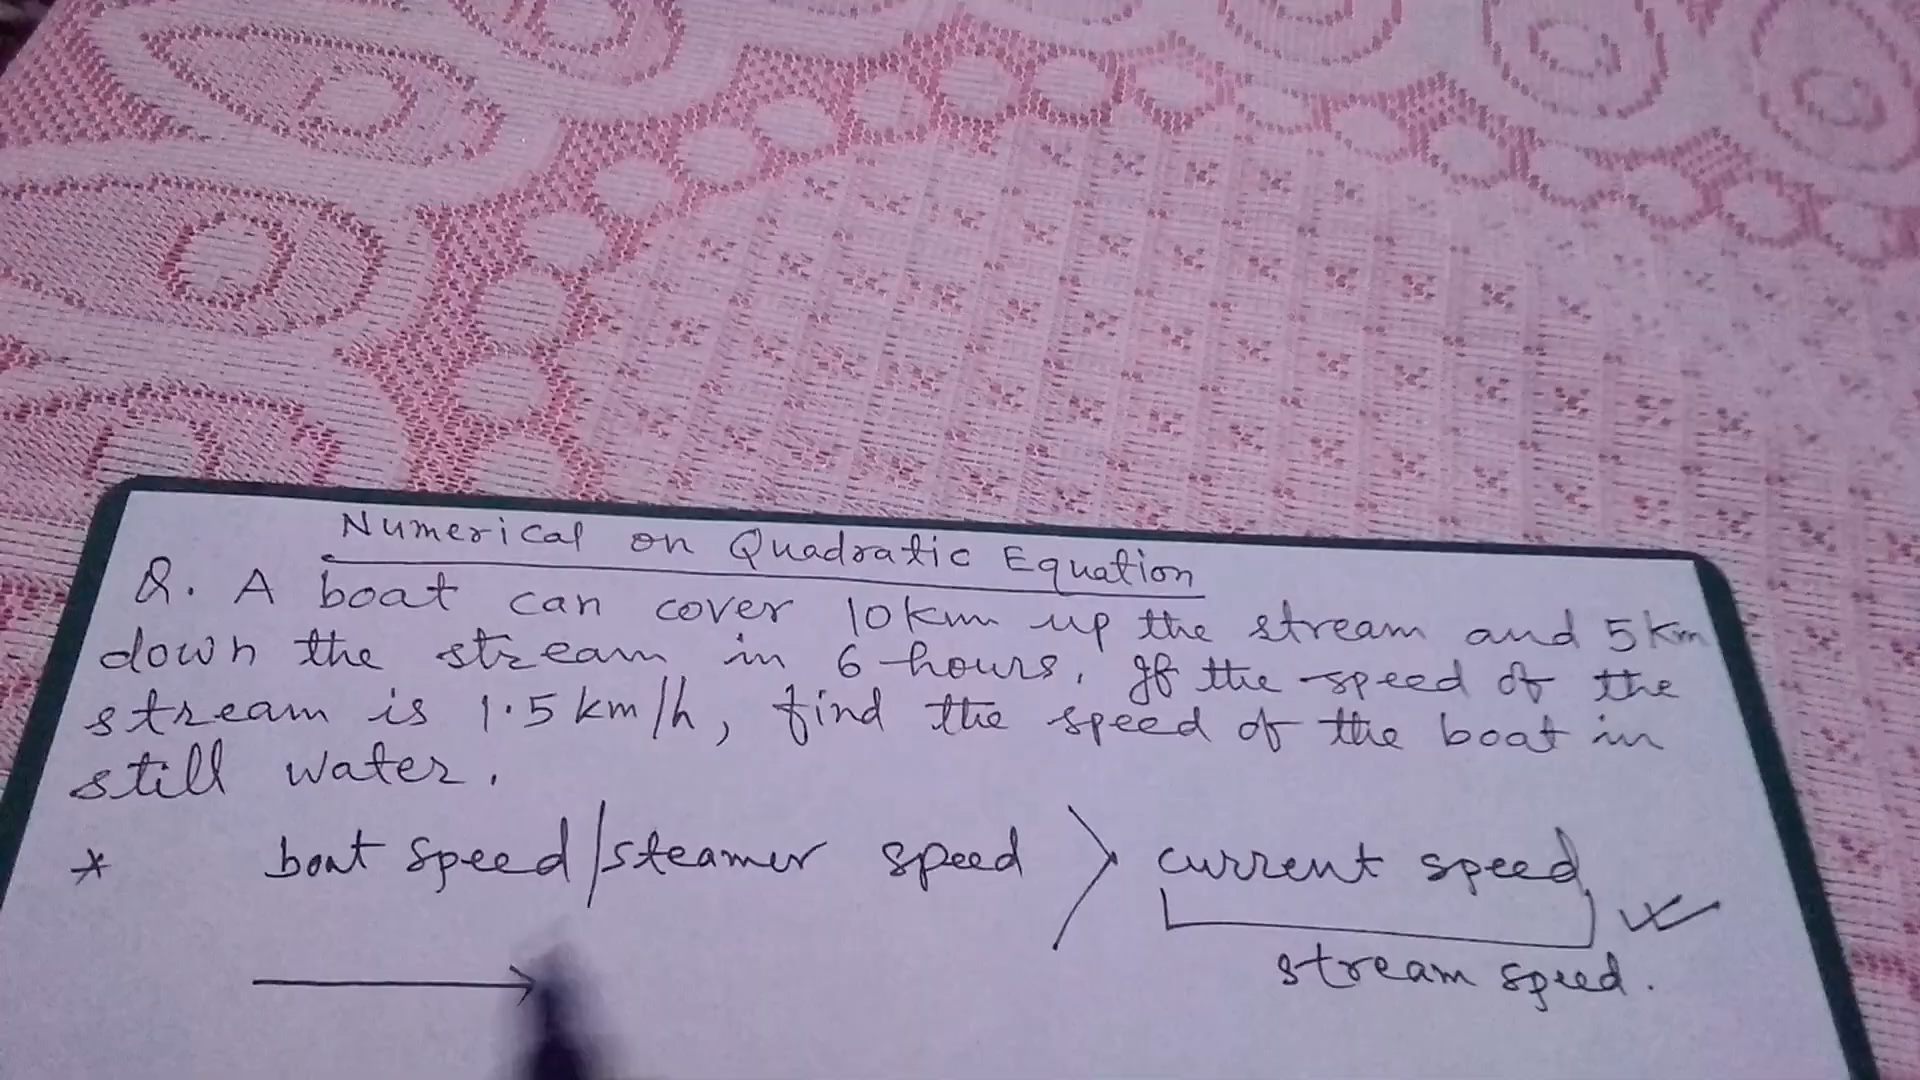 Numerical on Quadratic Equation
Q. A boat can cover 10 km up the stream and 5 km
down the stream in 6 hours. If the speed of the
stream is 1.5 km/h, find the speed of the boat in
still water.
* boat speed/steamer speed > current speed
stream speed.